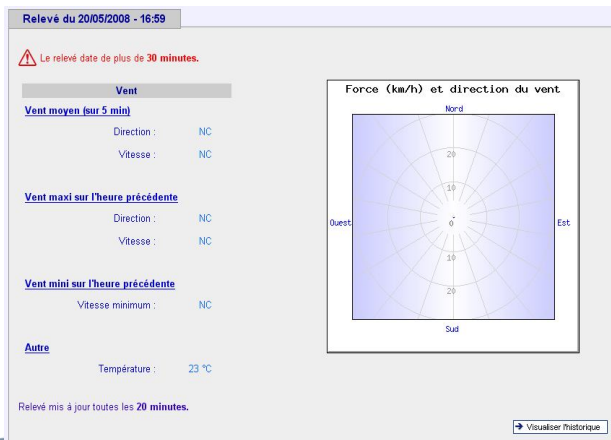 Relevé du 20/05/2008 - 16:59
Le relevé date de plus de 30 minutes.
Vent
Vent moyen (sur 5 min)
Direction : NC
Vitesse : NC
Vent maxi sur l'heure précédente
Direction : NC
Vitesse : NC
Vent mini sur l'heure précédente
Vitesse minimum : NC
Autre
Température : 23 °C
Relevé mis à jour toutes les 20 minutes.
Force (km/h) et direction du vent
Nord
20
10
Ouest 0 Est
10
20
Sud
Visualiser l'historique